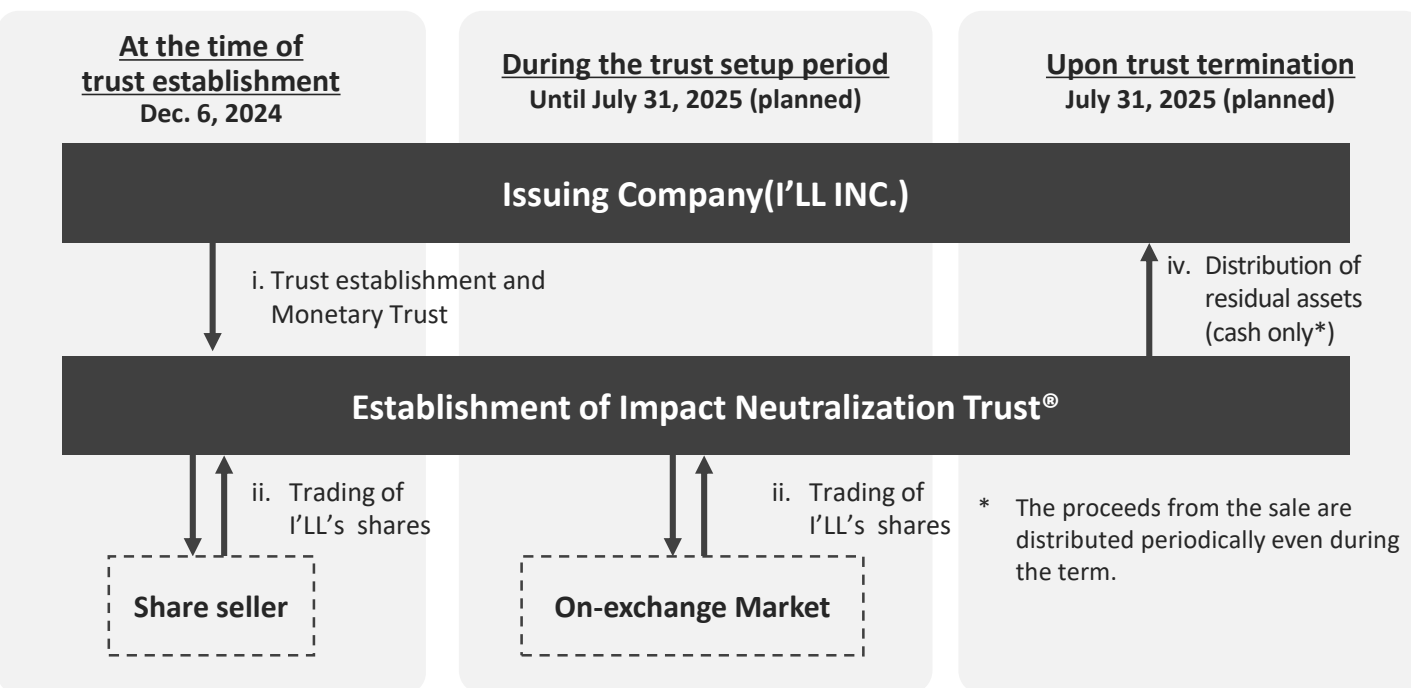 At the time of
trust establishment
Dec. 6, 2024
During the trust setup period
Until July 31, 2025 (planned)
Upon trust termination
July 31, 2025 (planned)
Issuing Company(I’LL INC.)
i. Trust establishment and
Monetary Trust
iv. Distribution of
residual assets
(cash only*)
Establishment of Impact Neutralization Trust®
ii. Trading of
I’LL’s shares
Share seller
ii. Trading of
I’LL’s shares
On-exchange Market
* The proceeds from the sale are
distributed periodically even during
the term.